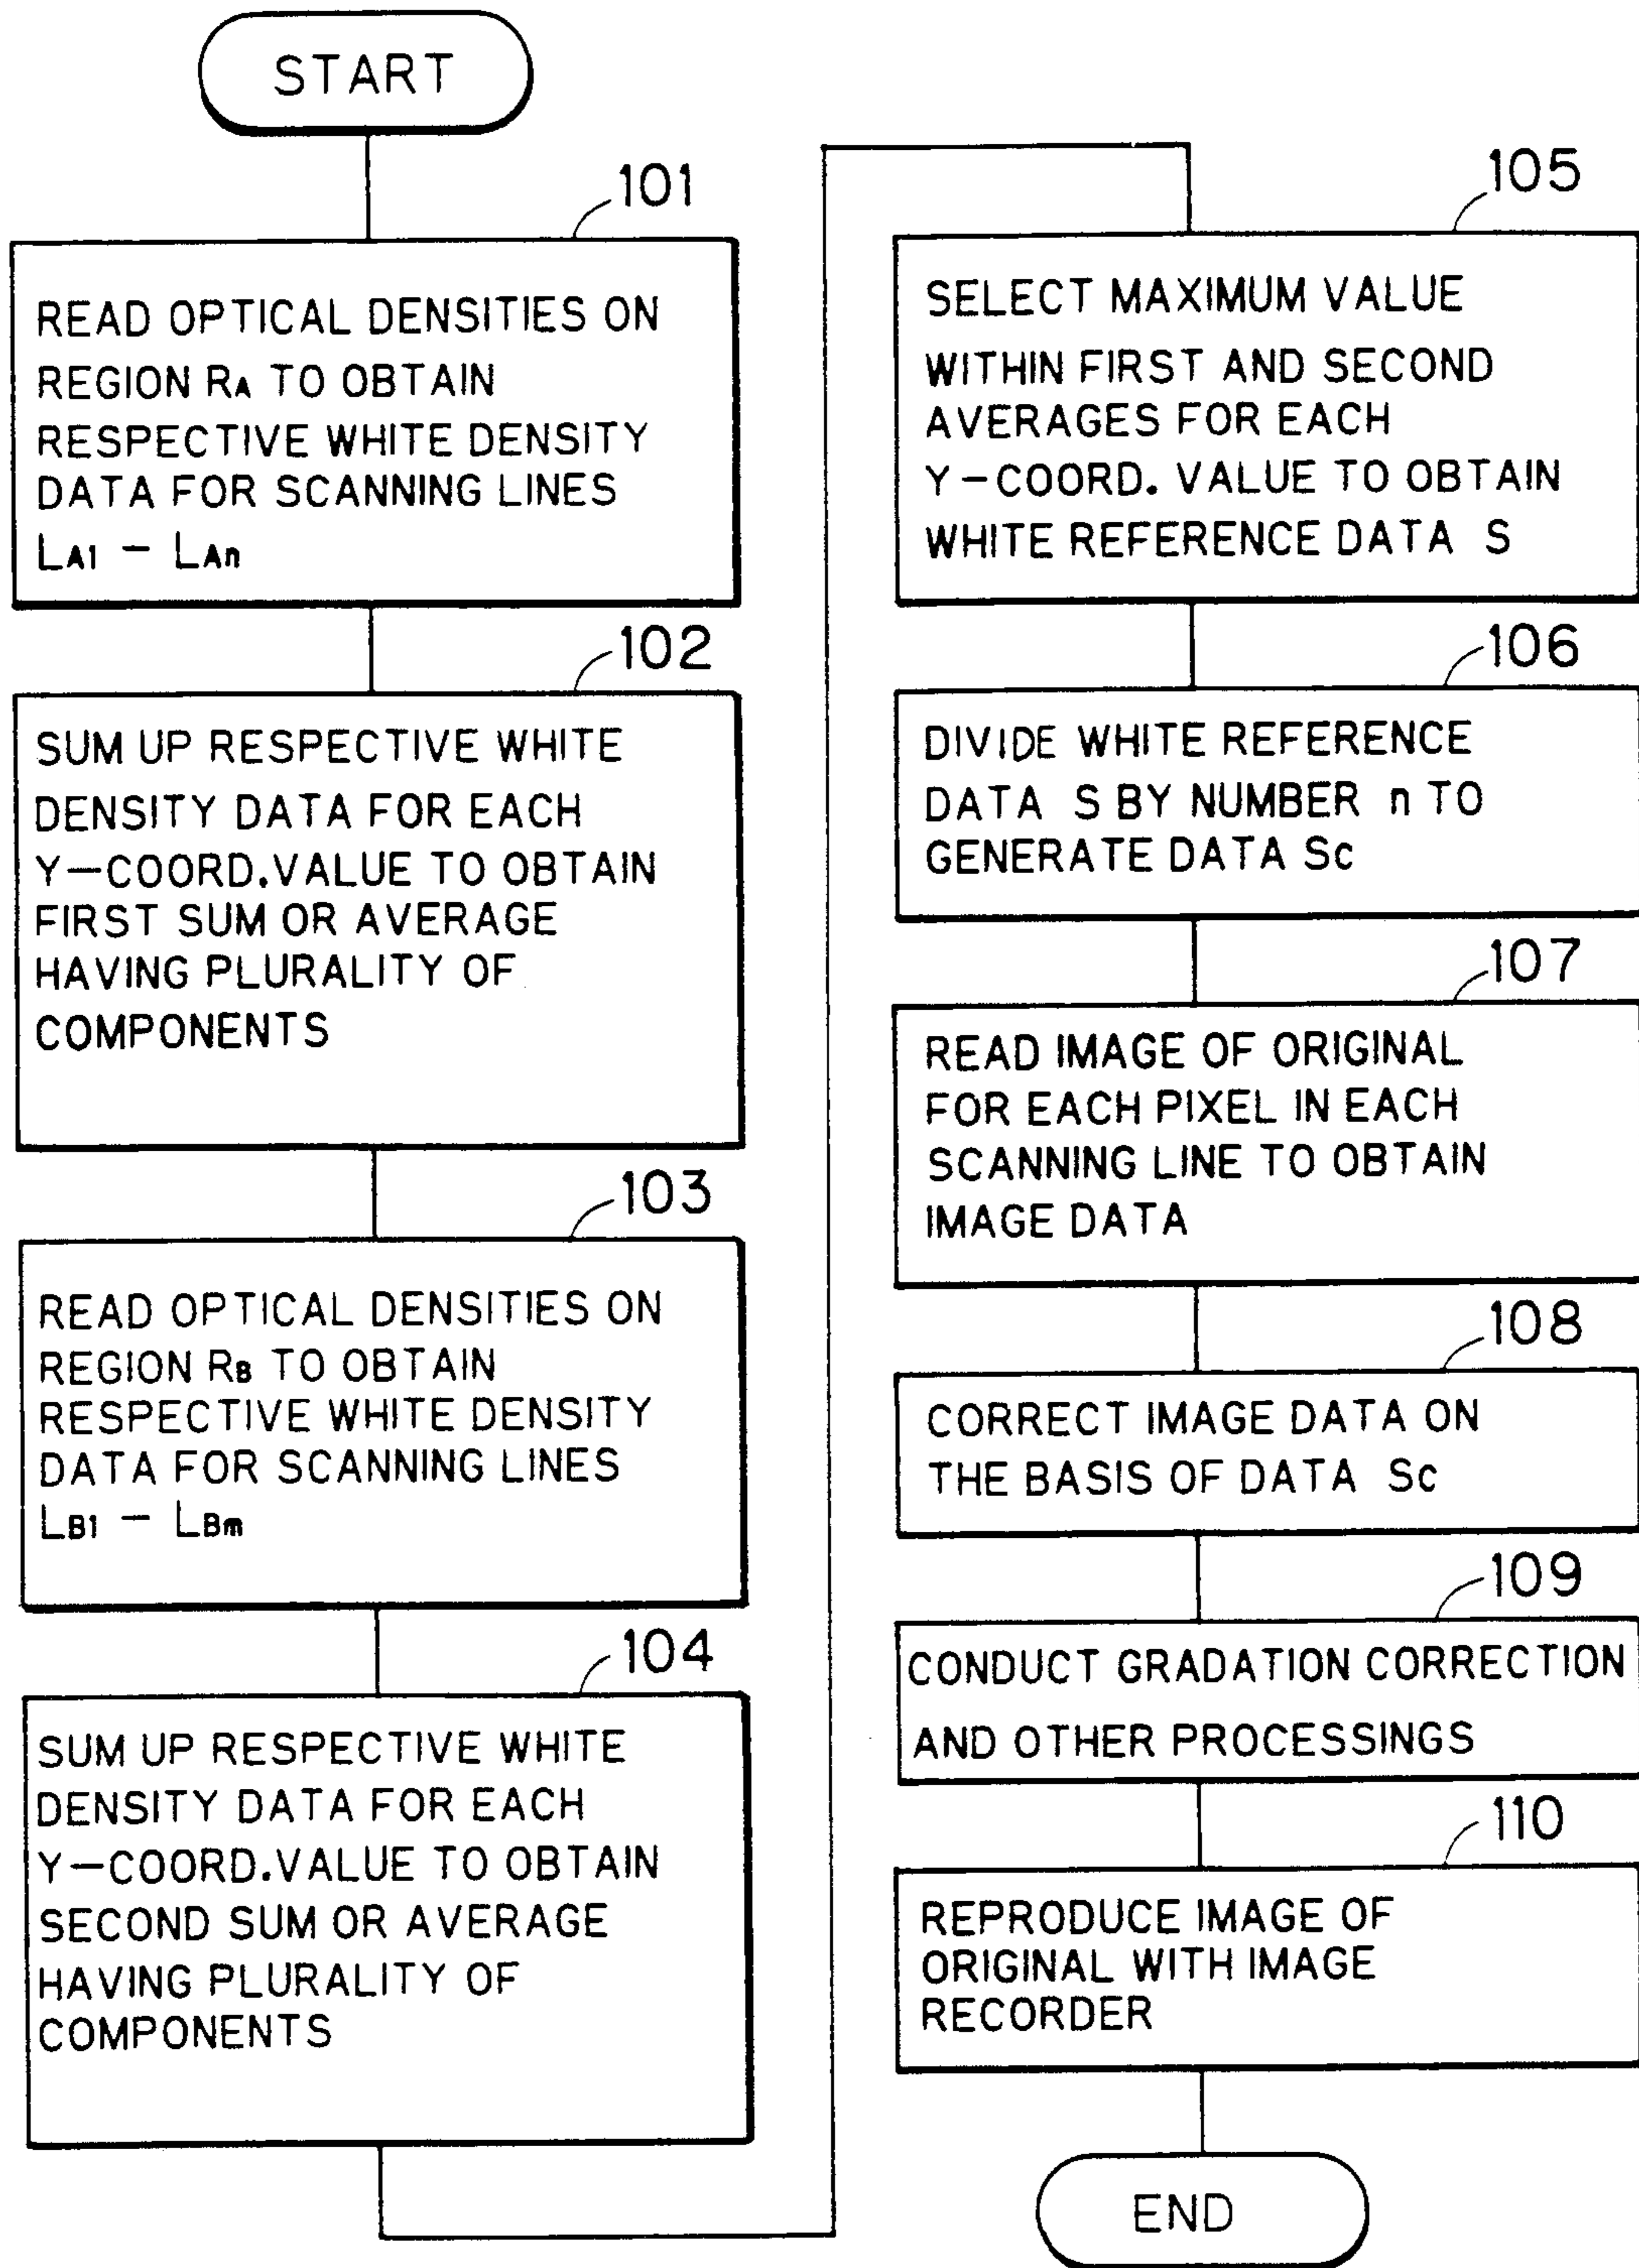 START
101
READ OPTICAL DENSITIES ON
REGION RA TO OBTAIN
RESPECTIVE WHITE DENSITY
DATA FOR SCANNING LINES
LA1 – LAn
102
SUM UP RESPECTIVE WHITE
DENSITY DATA FOR EACH
Y–COORD.VALUE TO OBTAIN
FIRST SUM OR AVERAGE
HAVING PLURALITY OF
COMPONENTS
103
READ OPTICAL DENSITIES ON
REGION RB TO OBTAIN
RESPECTIVE WHITE DENSITY
DATA FOR SCANNING LINES
LB1 – LBm
104
SUM UP RESPECTIVE WHITE
DENSITY DATA FOR EACH
Y–COORD.VALUE TO OBTAIN
SECOND SUM OR AVERAGE
HAVING PLURALITY OF
COMPONENTS
105
SELECT MAXIMUM VALUE
WITHIN FIRST AND SECOND
AVERAGES FOR EACH
Y–COORD. VALUE TO OBTAIN
WHITE REFERENCE DATA S
106
DIVIDE WHITE REFERENCE
DATA S BY NUMBER n TO
GENERATE DATA Sc
107
READ IMAGE OF ORIGINAL
FOR EACH PIXEL IN EACH
SCANNING LINE TO OBTAIN
IMAGE DATA
108
CORRECT IMAGE DATA ON
THE BASIS OF DATA Sc
109
CONDUCT GRADATION CORRECTION
AND OTHER PROCESSINGS
110
REPRODUCE IMAGE OF
ORIGINAL WITH IMAGE
RECORDER
END